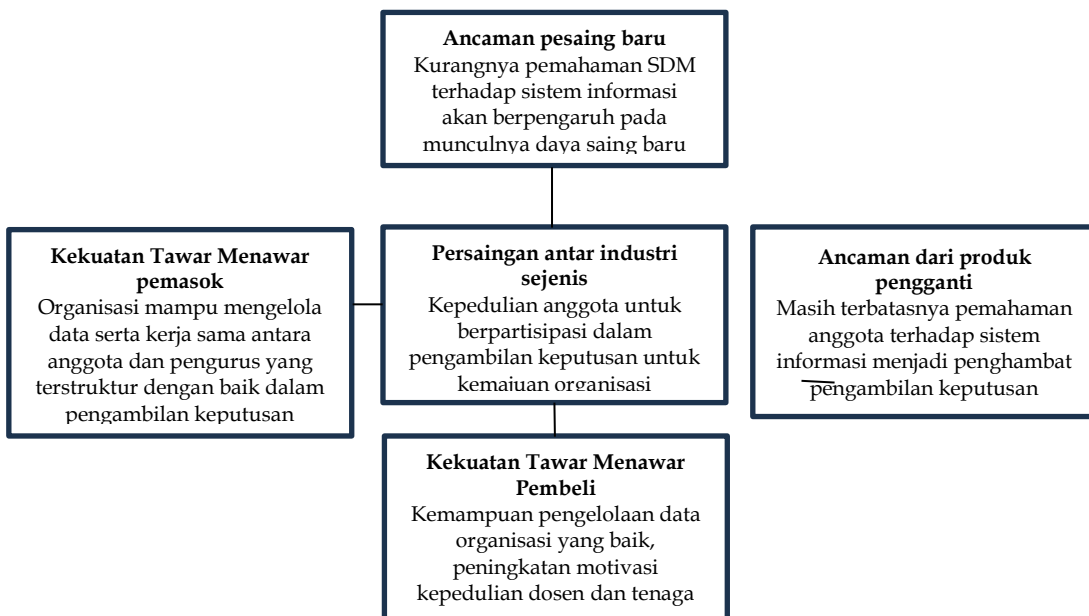 Ancaman pesaing baru
Kurangnya pemahaman SDM
terhadap sistem informasi
akan berpengaruh pada
munculnya daya saing baru
Kekuatan Tawar Menawar
pemasok
Organisasi mampu mengelola
data serta kerja sama antara
anggota dan pengurus yang
terstruktur dengan baik dalam
pengambilan keputusan
Persaingan antar industri
sejenis
Kepedulian anggota untuk
berpartisipasi dalam
pengambilan keputusan untuk
kemajuan organisasi
Ancaman dari produk
pengganti
Masih terbatasnya pemahaman
anggota terhadap sistem
informasi menjadi penghambat
pengambilan keputusan
Kekuatan Tawar Menawar
Pembeli
Kemampuan pengelolaan data
organisasi yang baik,
peningkatan motivasi
kepedulian dosen dan tenaga